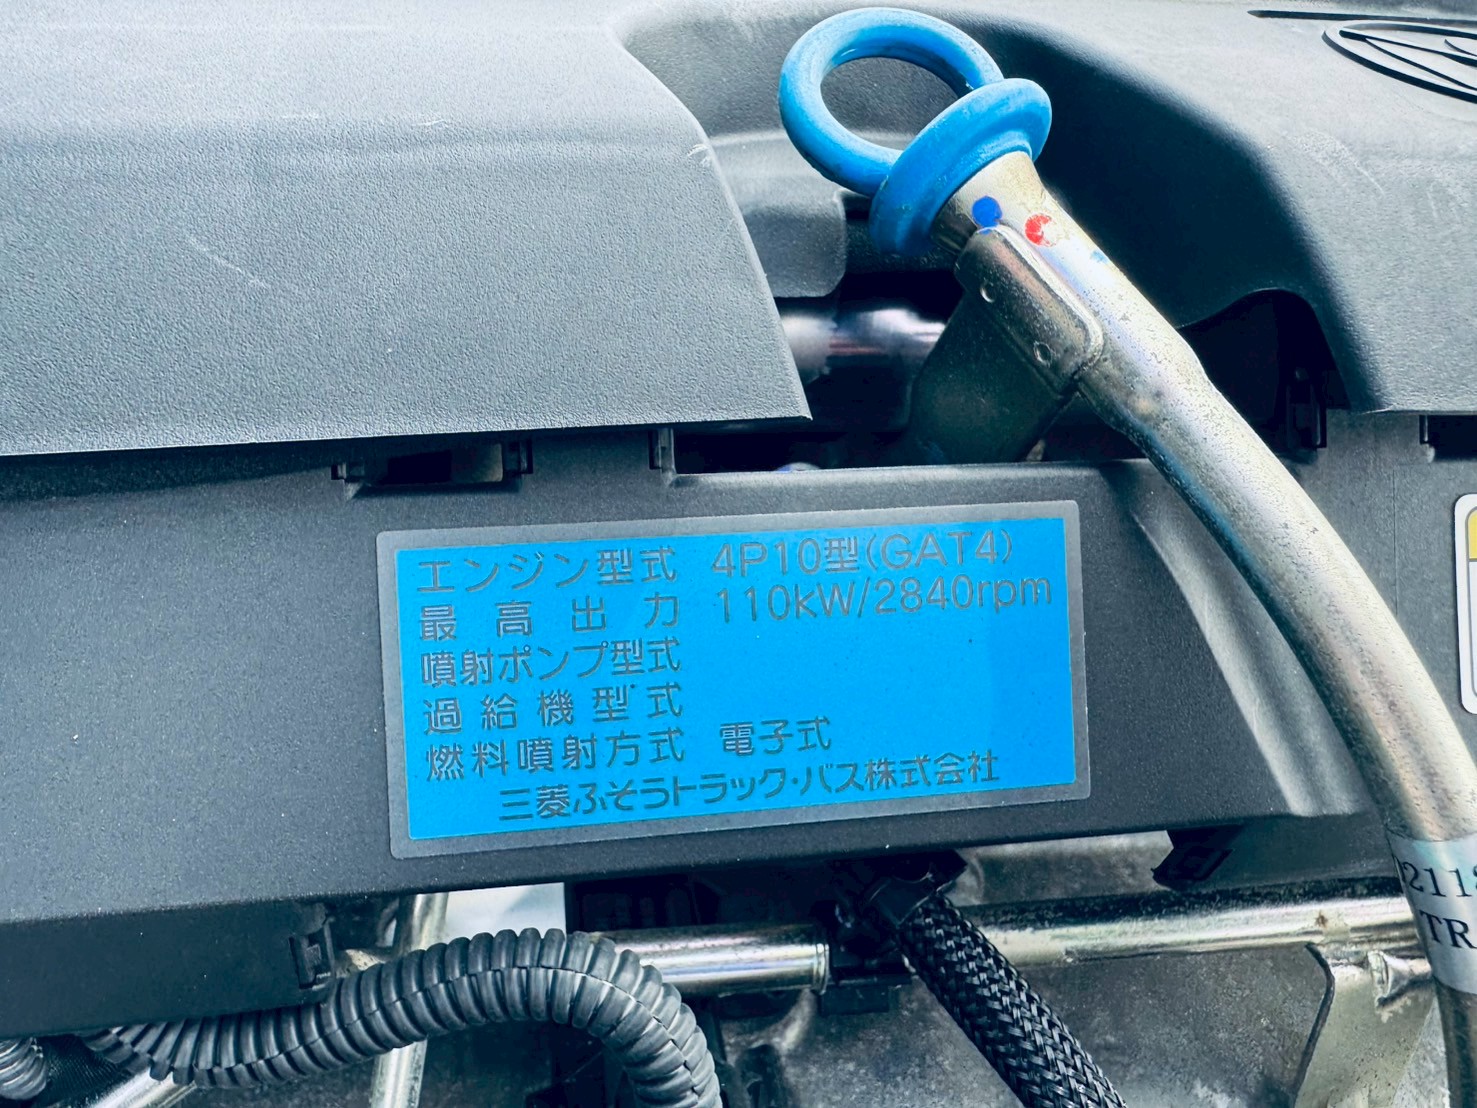 エンジン型式 4P10型(GAT4)
最高出力 110kW/2840rpm
噴射ポンプ型式
過給機型式
燃料噴射方式 電子式
三菱ふそうトラック・バス株式会社
TR